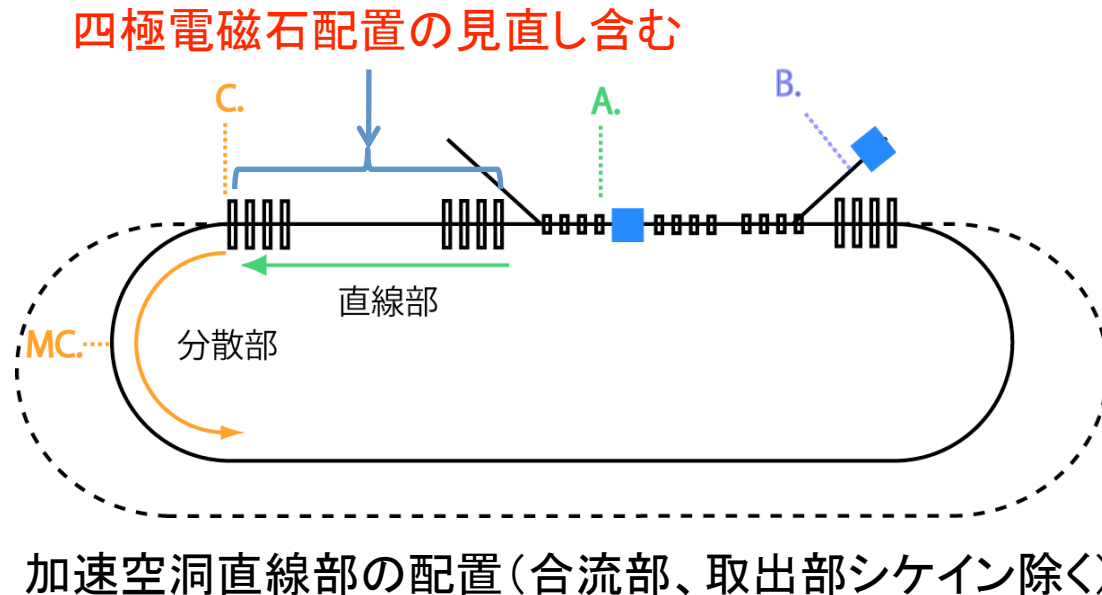 四極電磁石配置の見直し含む
C.
A.
B.
直線部
MC.
分散部
加速空洞直線部の配置(合流部、取出部シケイン除く)